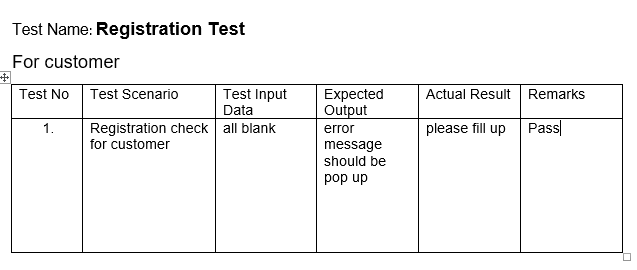 Test Name: Registration Test
For customer
Test No Test Scenario Test Input Data Expected Output Actual Result Remarks
1. Registration check for customer all blank error message should be pop up please fill up Pass